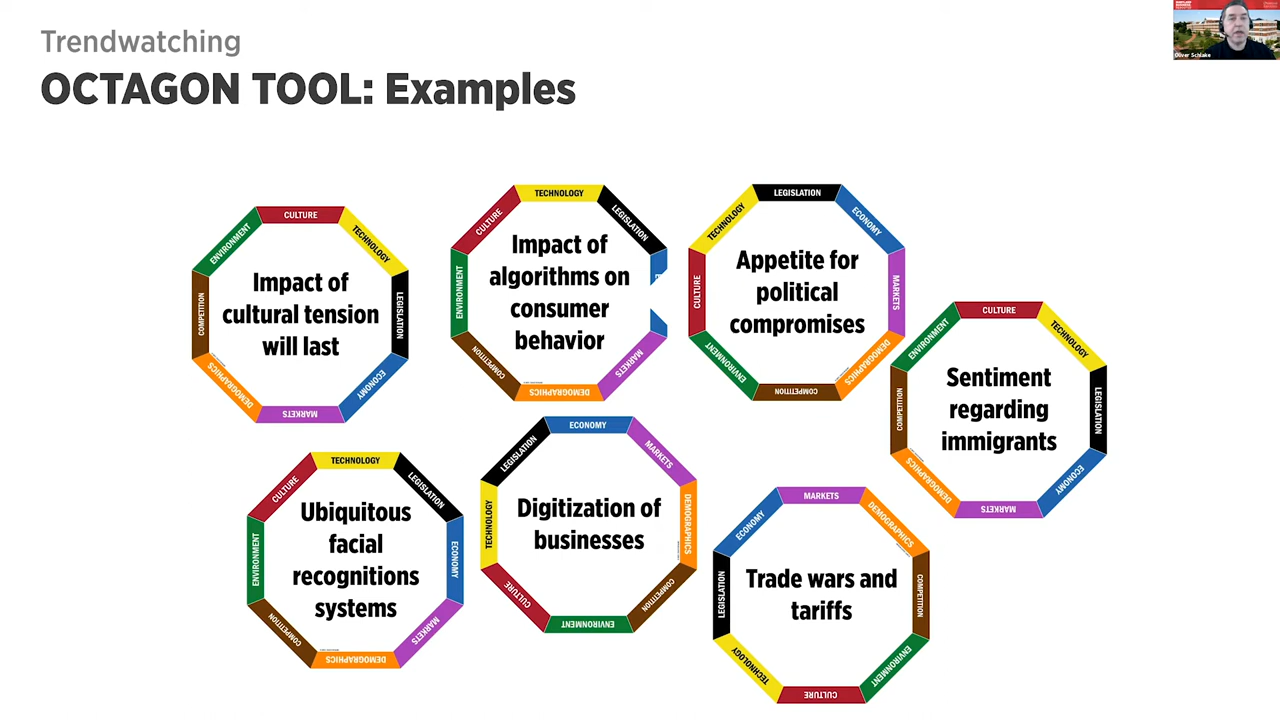 Trendwatching
OCTAGON TOOL: Examples
Oliver Schlake
CULTURE
TECHNOLOGY
LEGISLATION
ECONOMY
MARKETS
DEMOGRAPHICS
COMPETITION
ENVIRONMENT
Impact of
cultural tension
will last
TECHNOLOGY
LEGISLATION
MARKETS
DEMOGRAPHICS
COMPETITION
ENVIRONMENT
CULTURE
Impact of
algorithms on
consumer
behavior
LEGISLATION
ECONOMY
MARKETS
DEMOGRAPHICS
COMPETITION
ENVIRONMENT
CULTURE
TECHNOLOGY
Appetite for
political
compromises
CULTURE
TECHNOLOGY
LEGISLATION
ECONOMY
MARKETS
DEMOGRAPHICS
COMPETITION
ENVIRONMENT
Sentiment
regarding
immigrants
TECHNOLOGY
LEGISLATION
ECONOMY
MARKETS
DEMOGRAPHICS
COMPETITION
ENVIRONMENT
CULTURE
Ubiquitous
facial
recognitions
systems
ECONOMY
MARKETS
DEMOGRAPHICS
COMPETITION
ENVIRONMENT
CULTURE
TECHNOLOGY
LEGISLATION
Digitization of
businesses
MARKETS
DEMOGRAPHICS
COMPETITION
ENVIRONMENT
CULTURE
TECHNOLOGY
LEGISLATION
ECONOMY
Trade wars and
tariffs